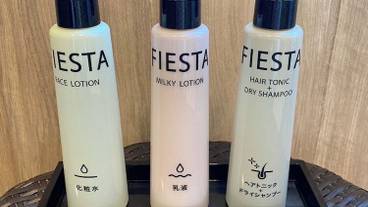 FIESTA
FACE LOTION
化粧水
FIESTA
MILKY LOTION
乳液
FIESTA
HAIR TONIC
+
DRY SHAMPOO
ヘアトニック
+
ドライシャンプー